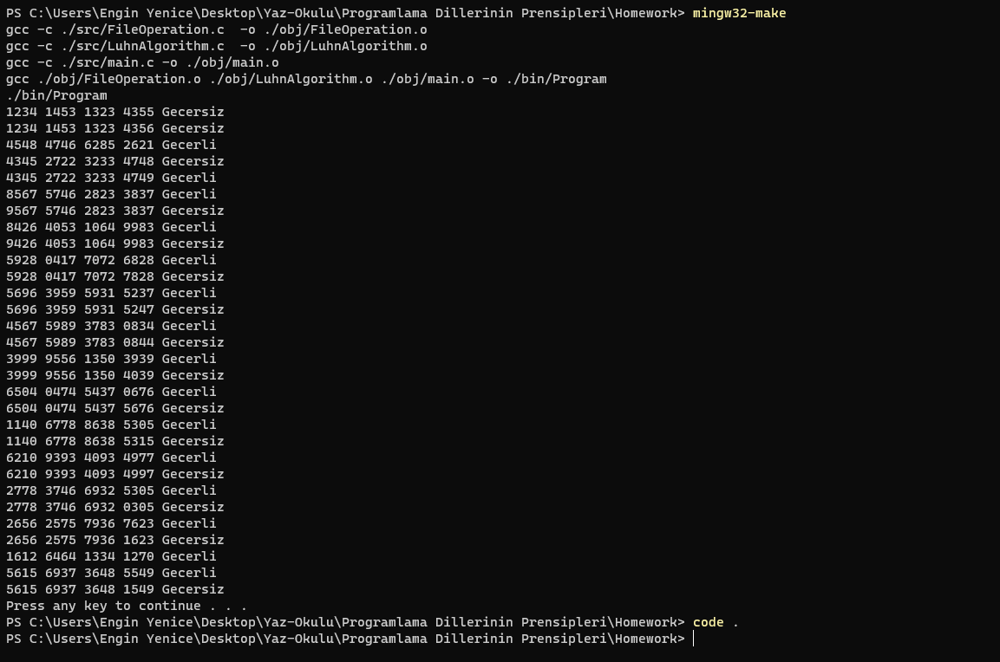 PS C:\Users\Engin Yenice\Desktop\Yaz-Okulu\Programlama Dillerinin Prensipleri\Homework> mingw32-make
gcc -c ./src/FileOperation.c  -o ./obj/FileOperation.o
gcc -c ./src/LuhnAlgorithm.c  -o ./obj/LuhnAlgorithm.o
gcc -c ./src/main.c -o ./obj/main.o
gcc ./obj/FileOperation.o ./obj/LuhnAlgorithm.o ./obj/main.o -o ./bin/Program
./bin/Program
1234 1453 1323 4355 Gecersiz
1234 1453 1323 4356 Gecersiz
4548 4746 6285 2621 Gecerli
4345 2722 3233 4748 Gecersiz
4345 2722 3233 4749 Gecerli
8567 5746 2823 3837 Gecerli
9567 5746 2823 3837 Gecersiz
8426 4053 1064 9983 Gecerli
9426 4053 1064 9983 Gecersiz
5928 0417 7072 6828 Gecerli
5928 0417 7072 7828 Gecersiz
5696 3959 5931 5237 Gecerli
5696 3959 5931 5247 Gecersiz
4567 5989 3783 0834 Gecerli
4567 5989 3783 0844 Gecersiz
3999 9556 1350 3939 Gecerli
3999 9556 1350 4039 Gecersiz
6504 0474 5437 0676 Gecerli
6504 0474 5437 5676 Gecersiz
1140 6778 8638 5305 Gecerli
1140 6778 8638 5315 Gecersiz
6210 9393 4093 4977 Gecerli
6210 9393 4093 4997 Gecersiz
2778 3746 6932 5305 Gecerli
2778 3746 6932 0305 Gecersiz
2656 2575 7936 7623 Gecerli
2656 2575 7936 1623 Gecersiz
1612 6464 1334 1270 Gecerli
5615 6937 3648 5549 Gecerli
5615 6937 3648 1549 Gecersiz
Press any key to continue . . .
PS C:\Users\Engin Yenice\Desktop\Yaz-Okulu\Programlama Dillerinin Prensipleri\Homework> code .
PS C:\Users\Engin Yenice\Desktop\Yaz-Okulu\Programlama Dillerinin Prensipleri\Homework>